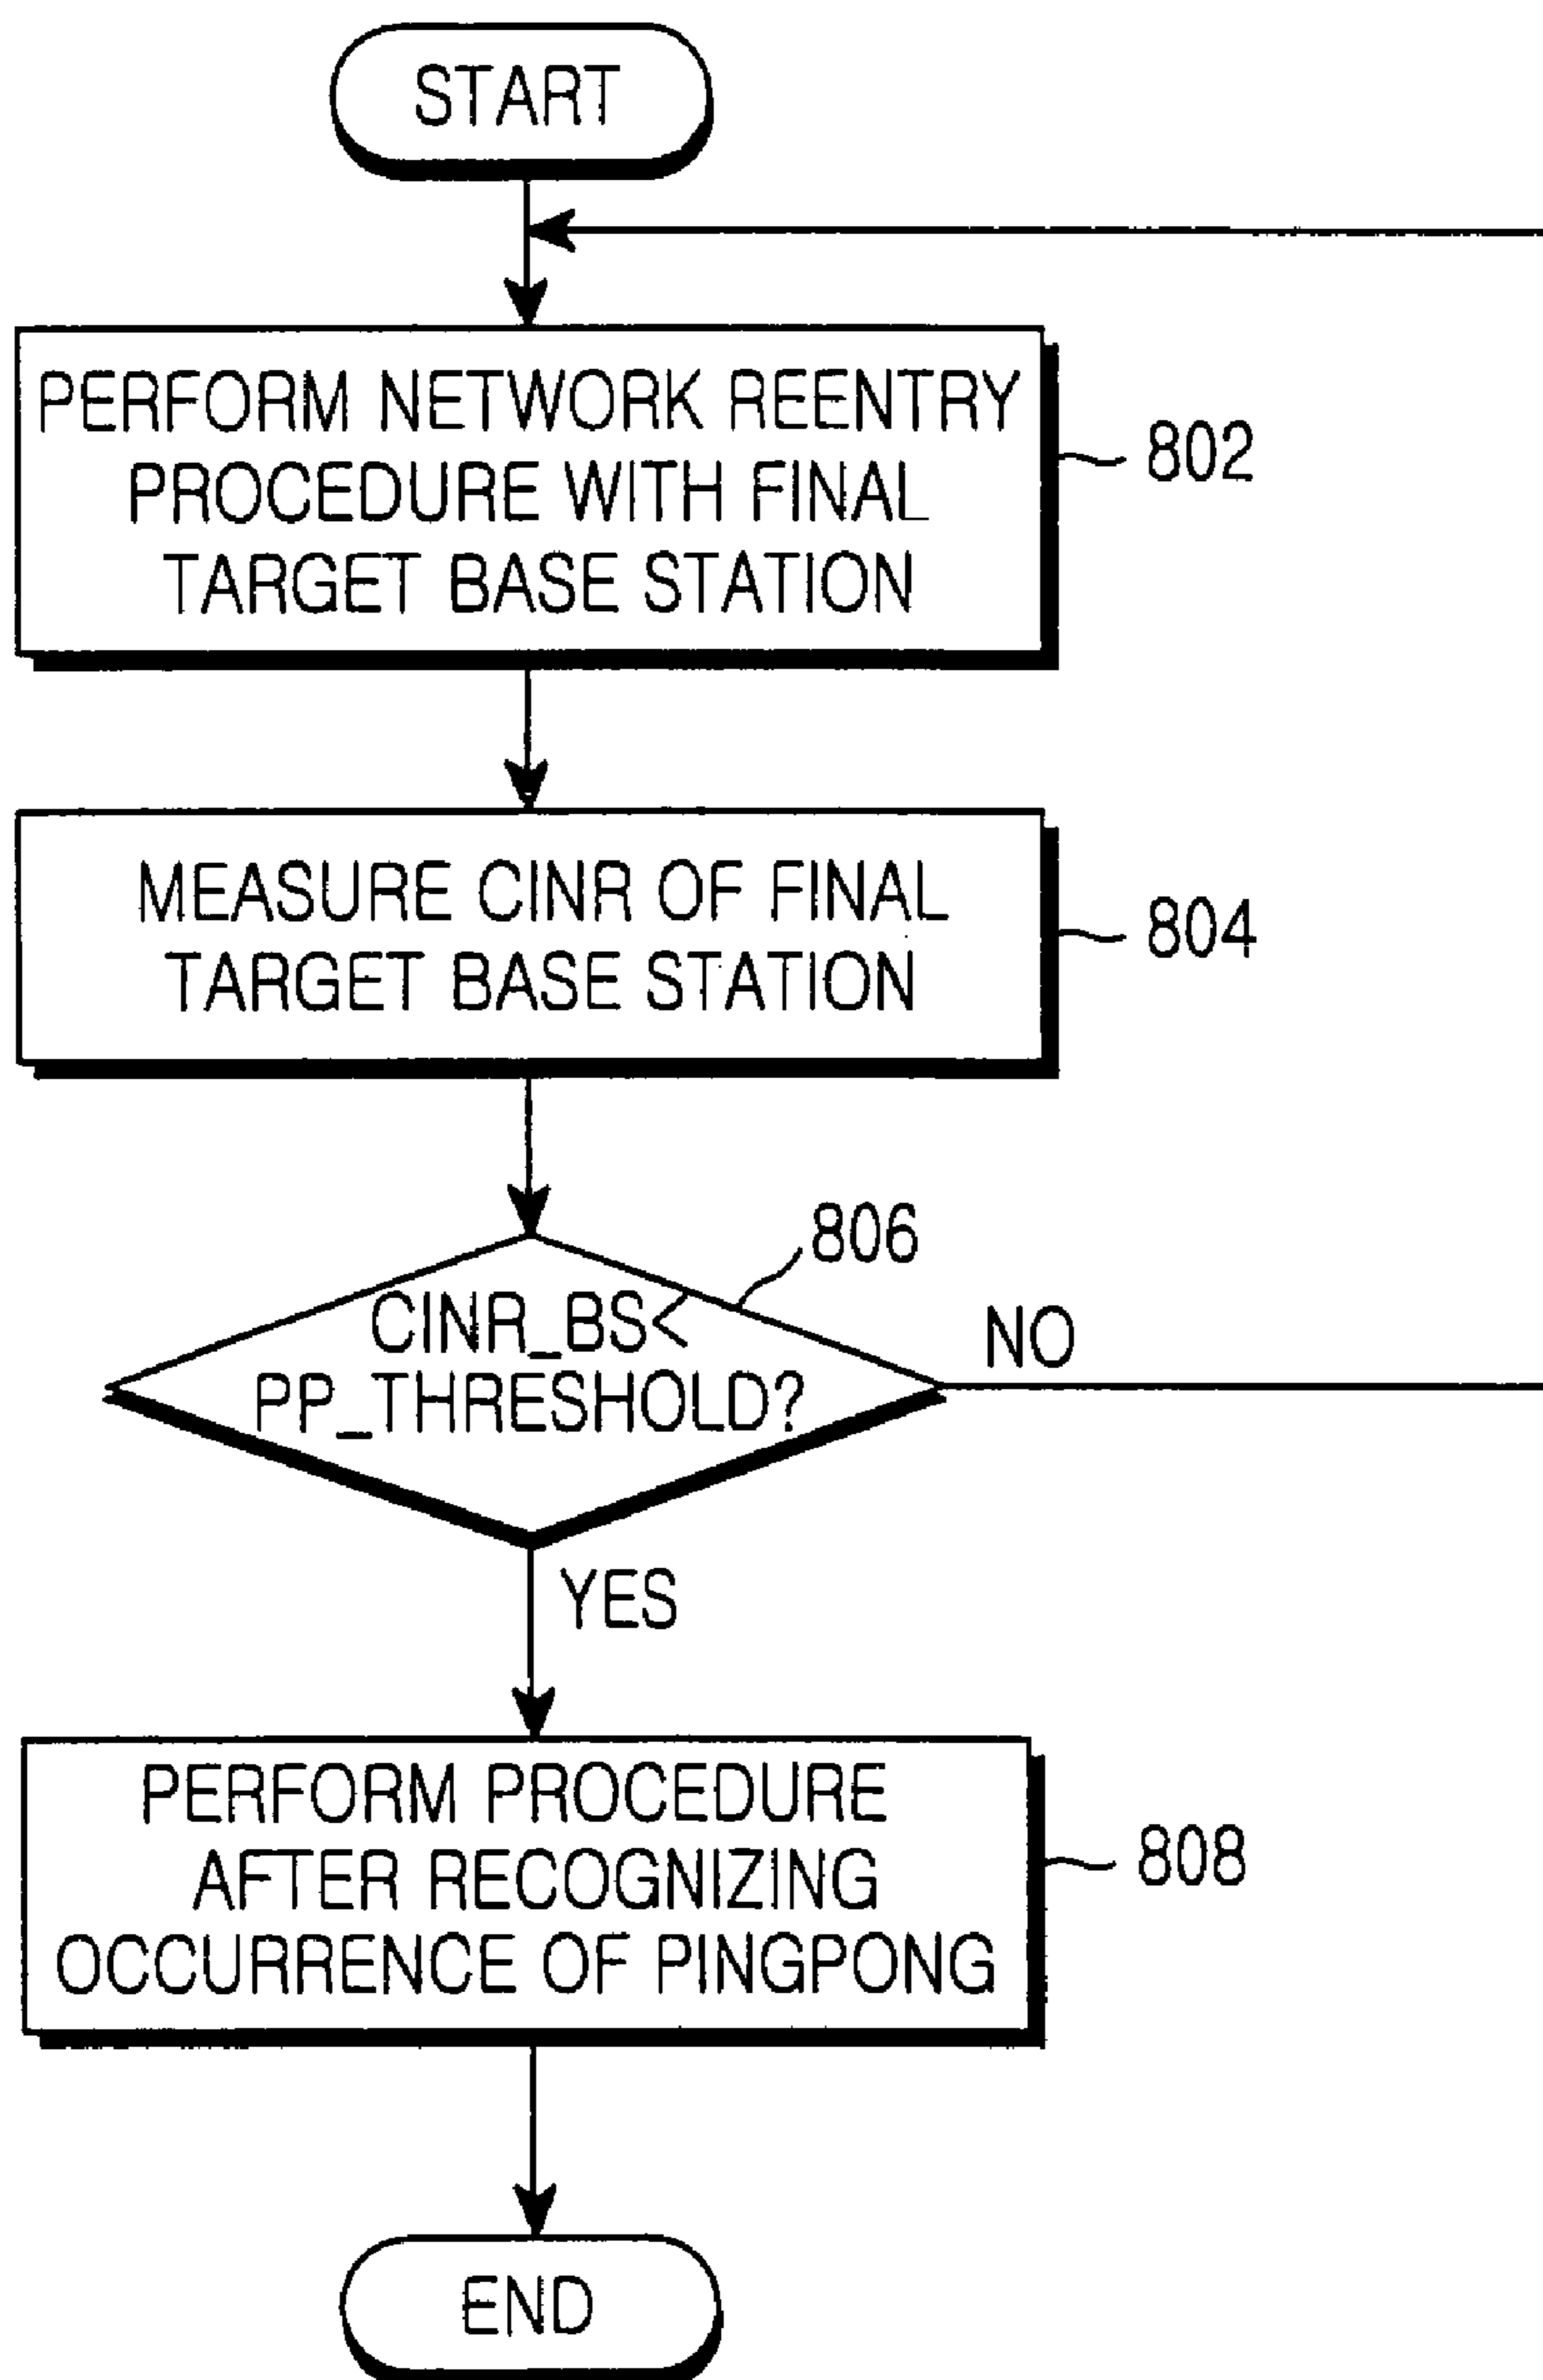 START
PERFORM NETWORK REENTRY
PROCEDURE WITH FINAL
TARGET BASE STATION
802
MEASURE CINR OF FINAL
TARGET BASE STATION
804
806
CINR_BS<
PP_THRESHOLD?
NO
YES
PERFORM PROCEDURE
AFTER RECOGNIZING
OCCURRENCE OF PINGPONG
808
END